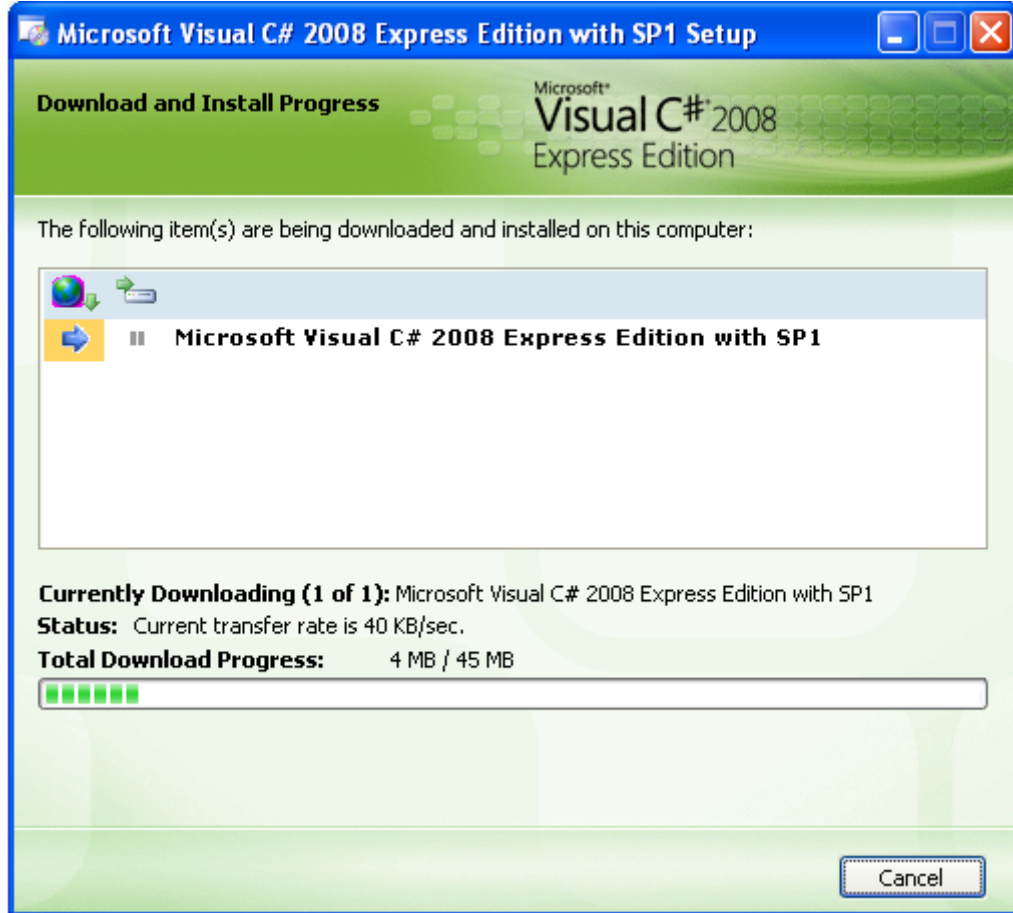 Microsoft Visual C# 2008 Express Edition with SP1 Setup
Download and Install Progress
Microsoft®
Visual C#® 2008
Express Edition
The following item(s) are being downloaded and installed on this computer:
Microsoft Visual C# 2008 Express Edition with SP1
Currently Downloading (1 of 1): Microsoft Visual C# 2008 Express Edition with SP1
Status: Current transfer rate is 40 KB/sec.
Total Download Progress: 4 MB / 45 MB
Cancel